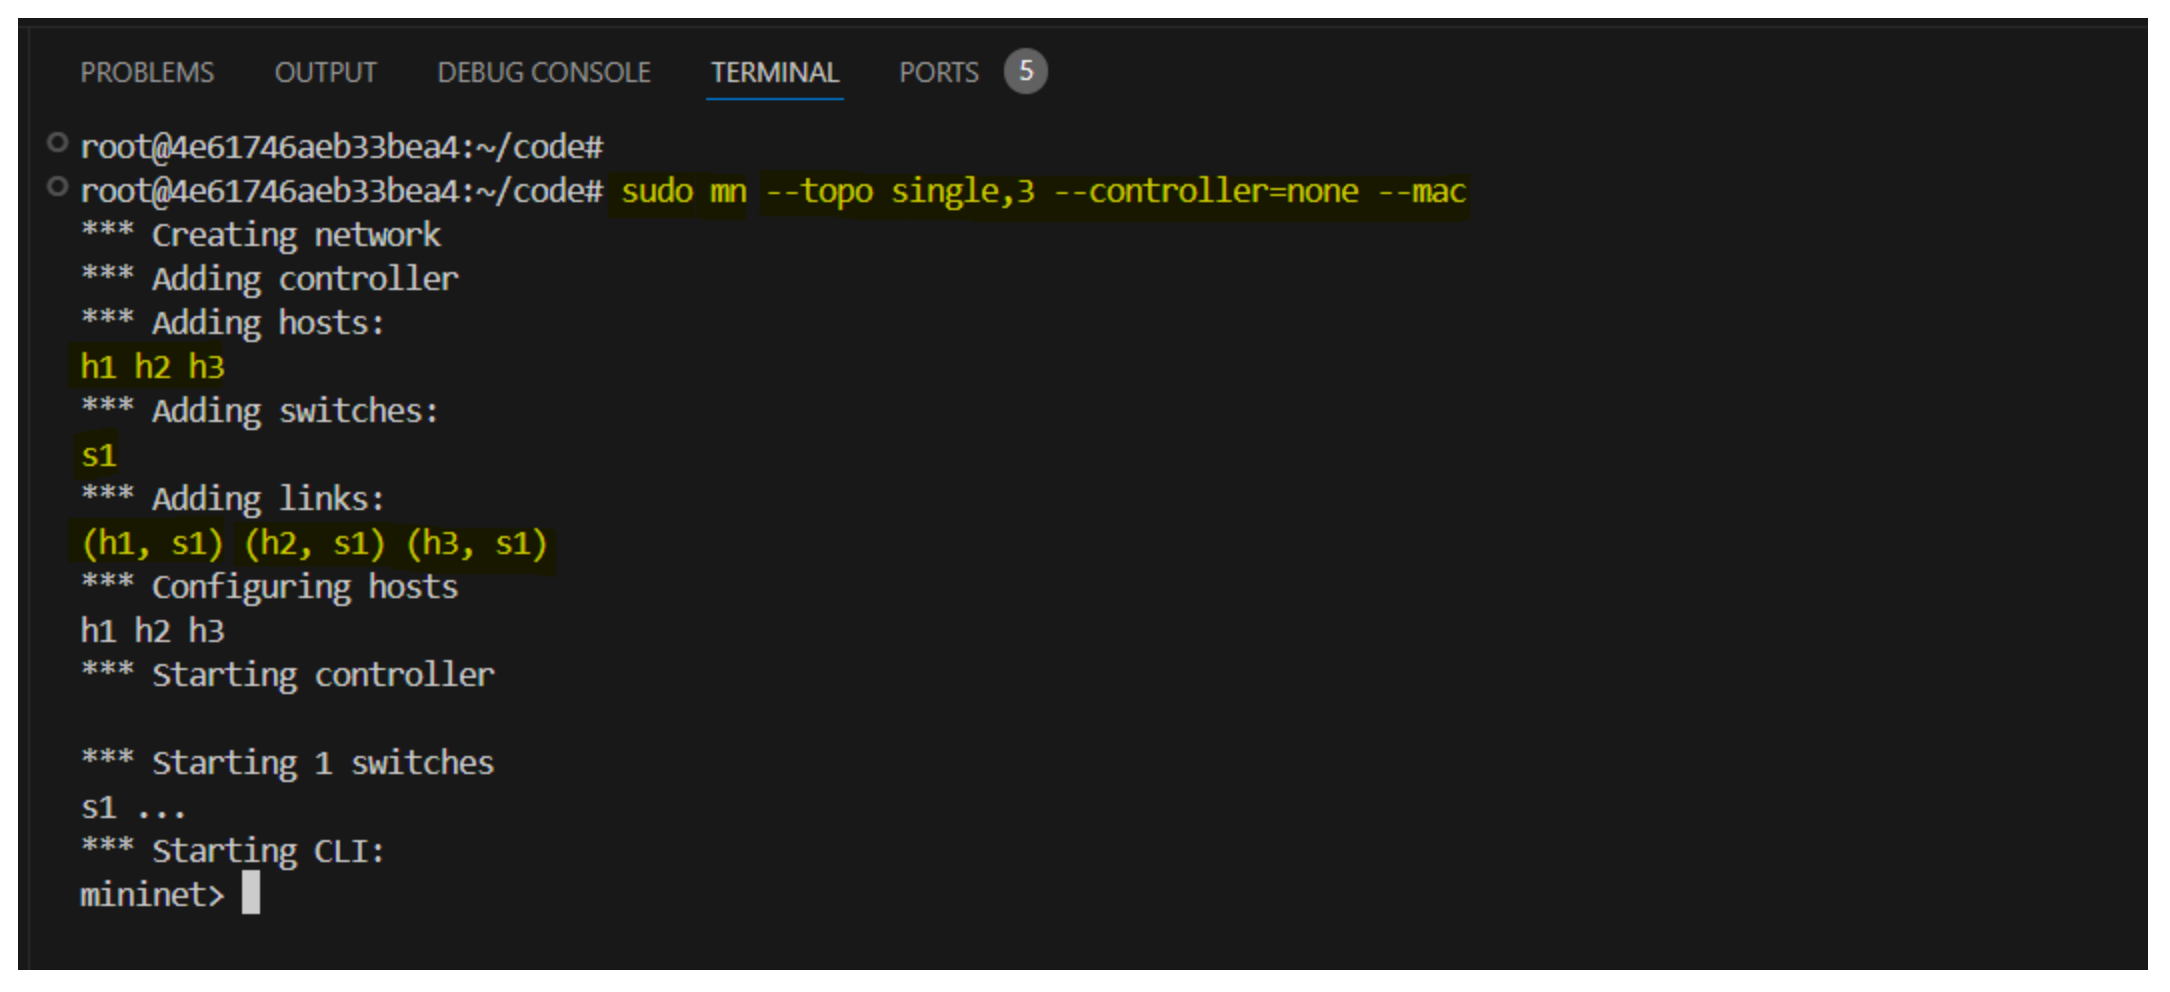 PROBLEMS OUTPUT DEBUG CONSOLE TERMINAL PORTS 5
root@4e61746aeb33bea4:~/code#
root@4e61746aeb33bea4:~/code# sudo mn --topo single,3 --controller=none --mac
*** Creating network
*** Adding controller
*** Adding hosts:
h1 h2 h3
*** Adding switches:
s1
*** Adding links:
(h1, s1) (h2, s1) (h3, s1)
*** Configuring hosts
h1 h2 h3
*** Starting controller
*** Starting 1 switches
s1 ...
*** Starting CLI:
mininet>